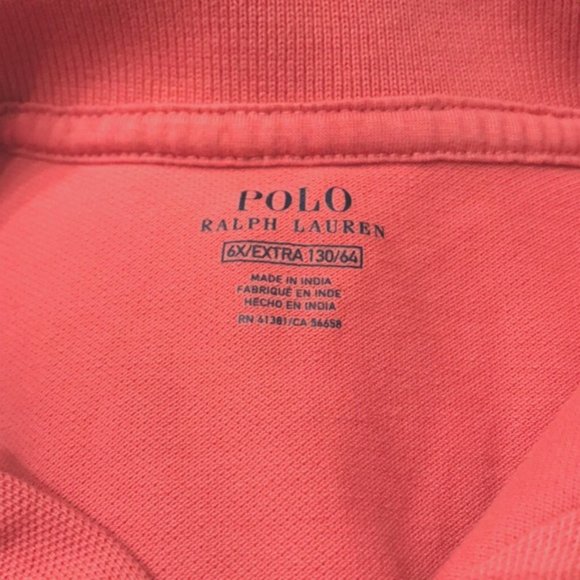 POLO
RALPH LAUREN
6X/EXTRA 130/64
MADE IN INDIA
FABRIQUÉ EN INDE
HECHO EN INDIA
RN 41381/CA 56658